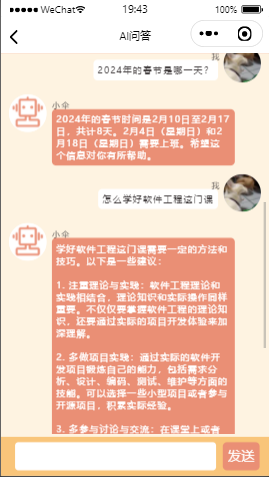 WeChat 19:43 100%
AI问答
我
2024年的春节是哪一天？
小伞
2024年的春节时间是2月10日至2月17
日，共计8天。2月4日（星期日）和2
月18日（星期日）需要上班。希望这
个信息对你有所帮助。
我
怎么学好软件工程这门课
小伞
学好软件工程这门课需要一定的方法和
技巧。以下是一些建议：
1. 注重理论与实践：软件工程理论和
实践相结合，理论知识和实际操作同样
重要。不仅仅要掌握软件工程的理论知
识，还要通过实际的项目开发体验来加
深理解。
2. 多做项目实践：通过实际的软件开
发项目锻炼自己的能力，包括需求分
析、设计、编码、测试、维护等方面的
技能。可以选择一些小型项目或者参与
开源项目，积累实际经验。
3. 多参与讨论与交流：在课堂上或者
发送